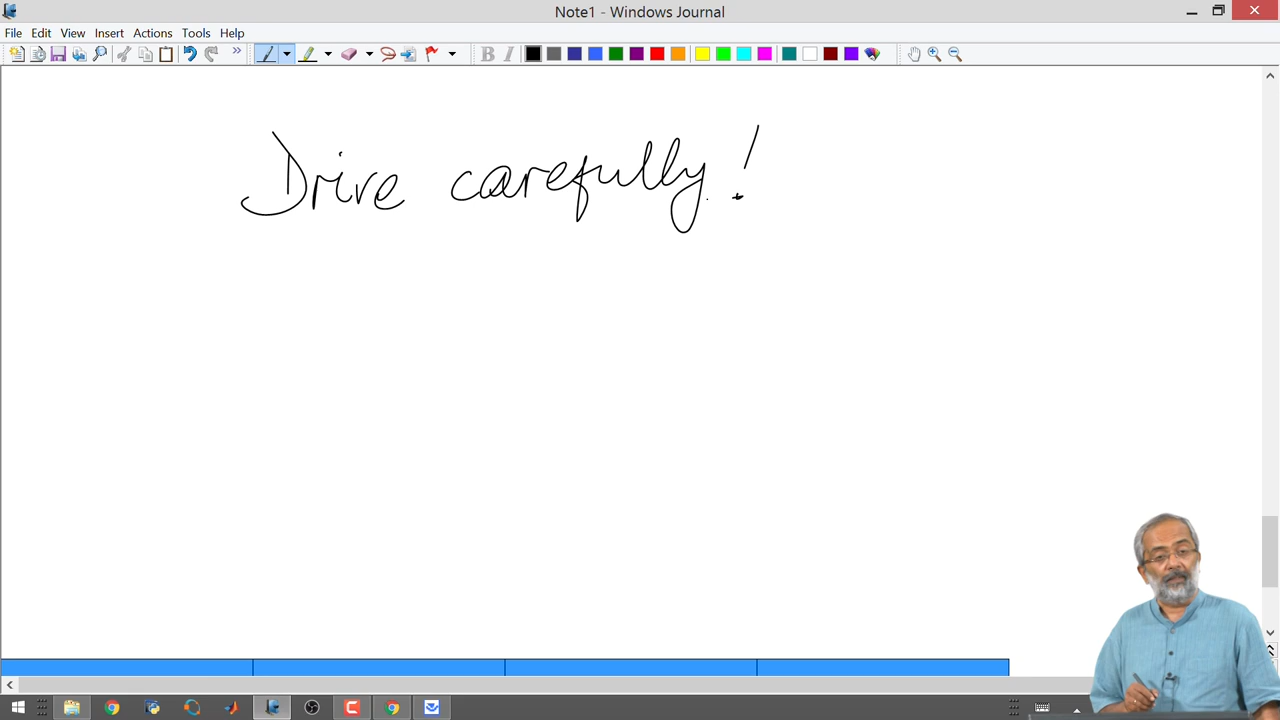 Note1 - Windows Journal
File Edit View Insert Actions Tools Help
B I
Drive carefully!